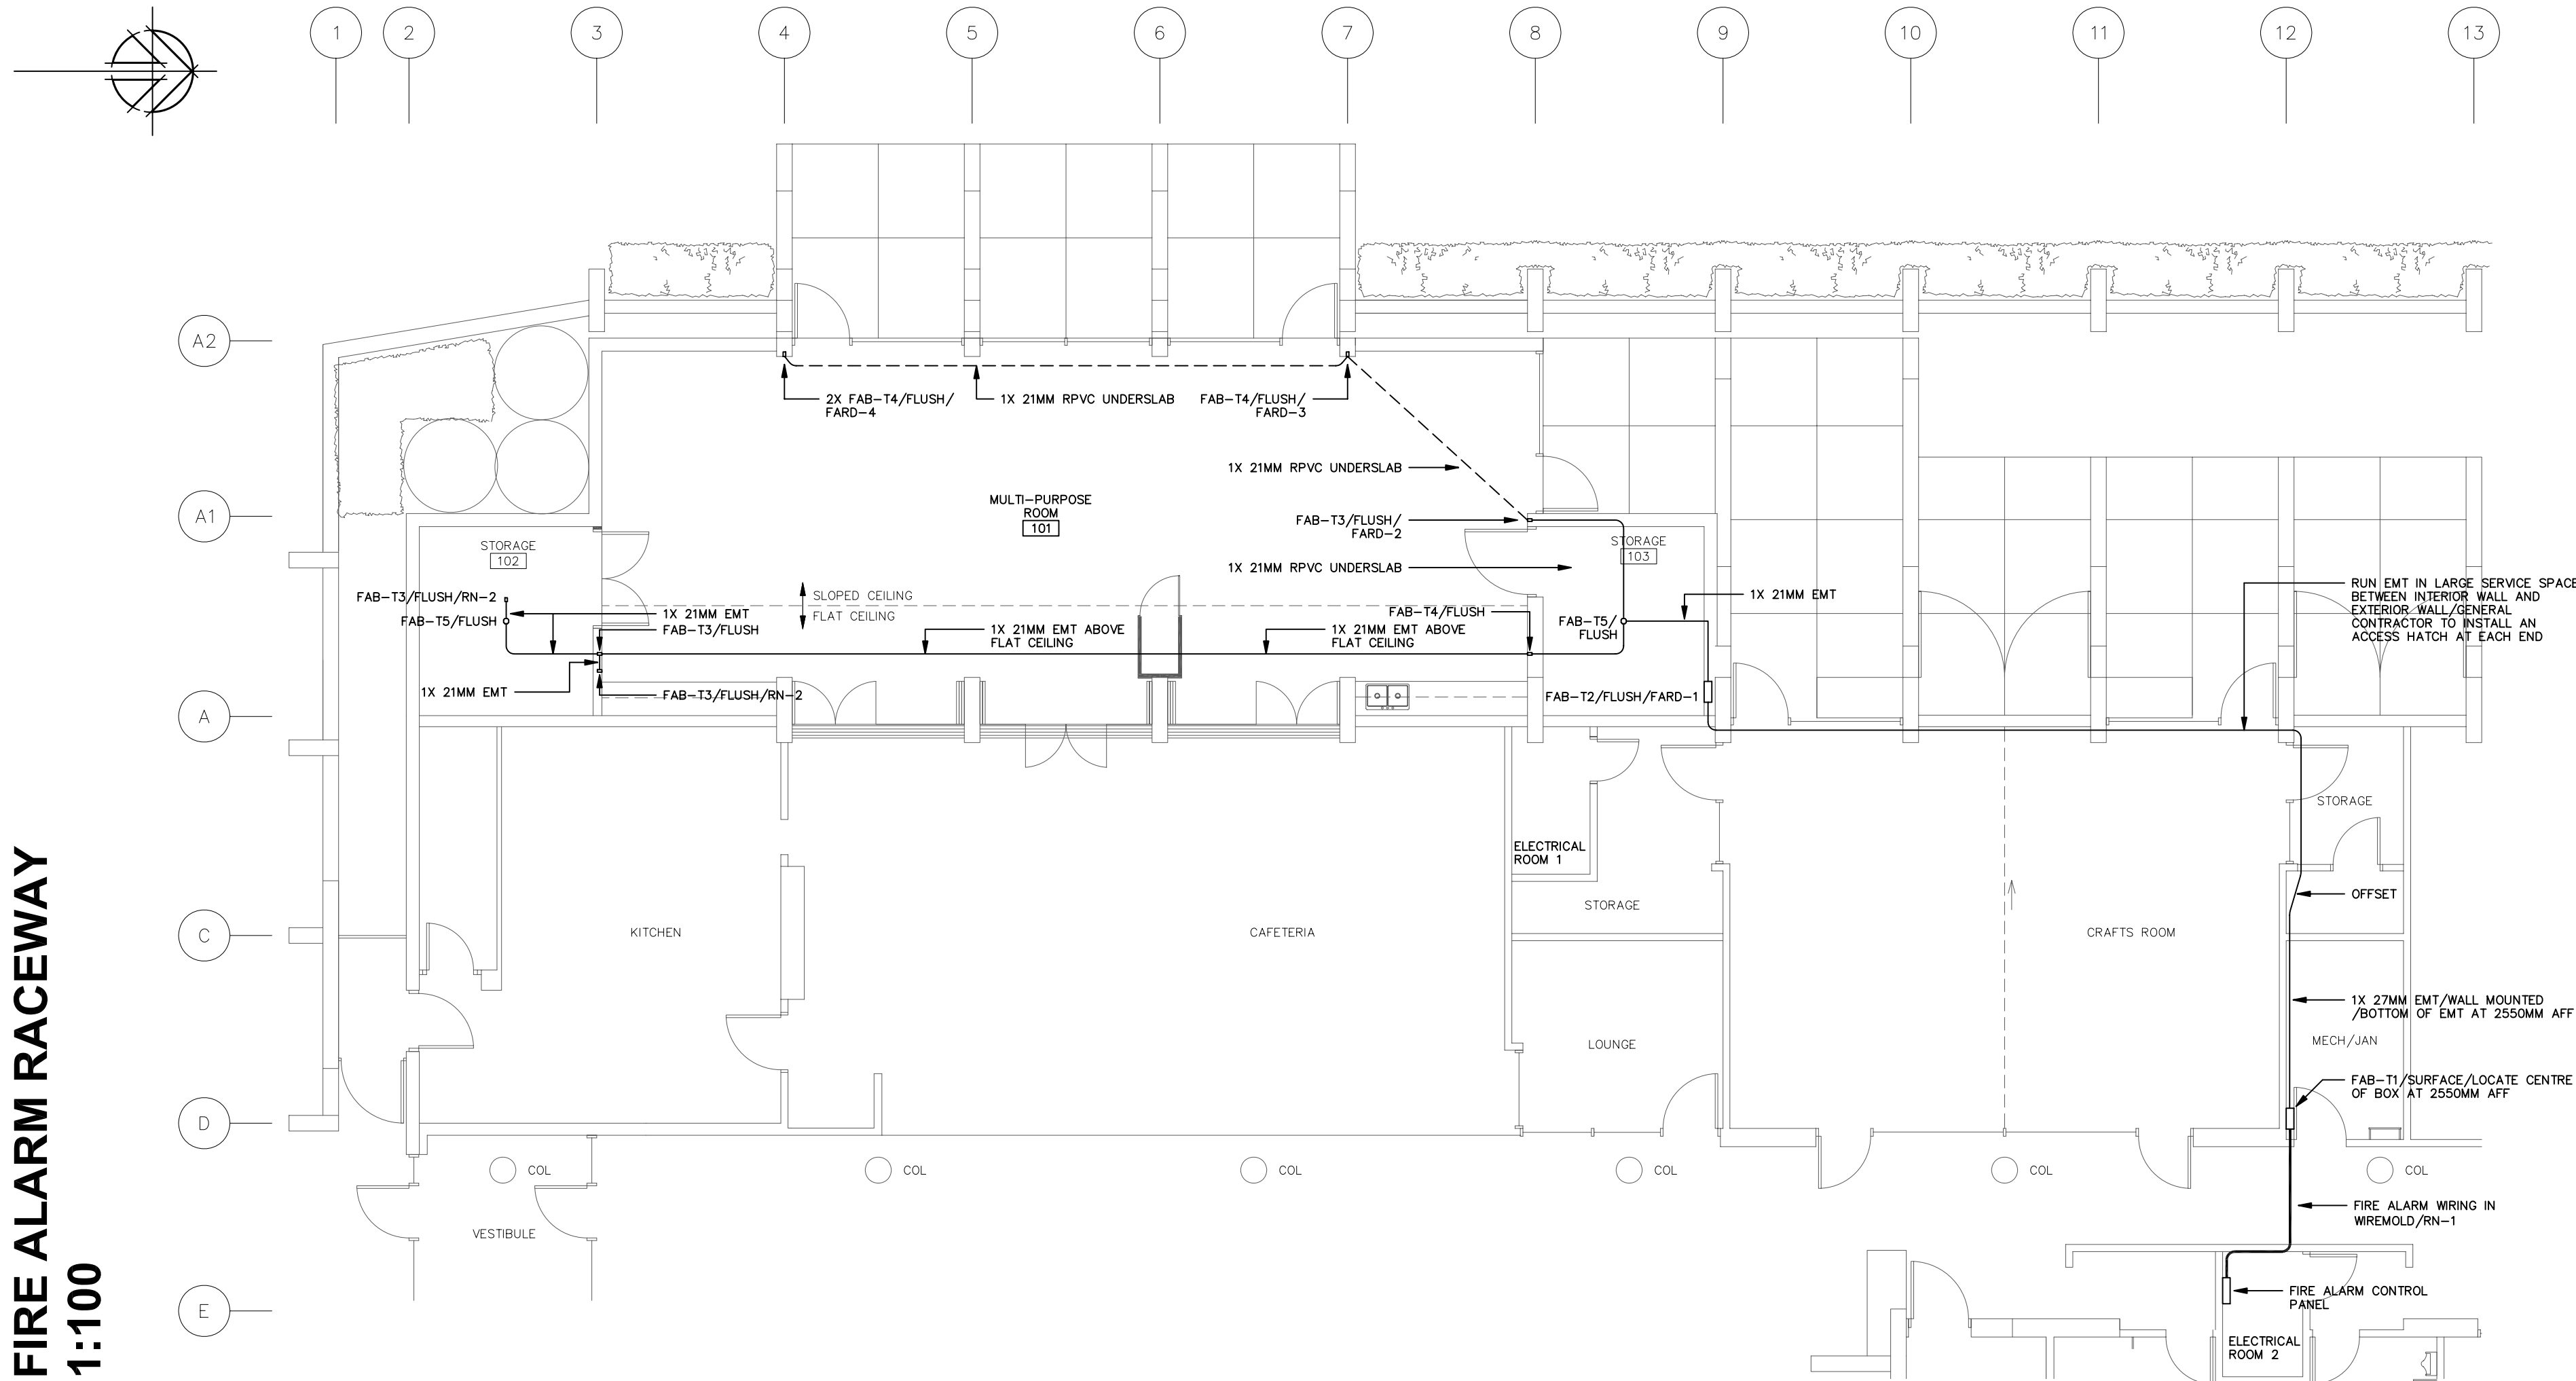 1
2
3
4
5
6
7
8
9
10
11
12
13
A2
2X FAB-T4/FLUSH/
FARD-4
1X 21MM RPVC UNDERSLAB
FAB-T4/FLUSH/
FARD-3
1X 21MM RPVC UNDERSLAB
MULTI-PURPOSE
ROOM
101
A1
FAB-T3/FLUSH/
FARD-2
STORAGE
102
STORAGE
103
1X 21MM RPVC UNDERSLAB
RUN EMT IN LARGE SERVICE SPACE
BETWEEN INTERIOR WALL AND
EXTERIOR WALL/GENERAL
CONTRACTOR TO INSTALL AN
ACCESS HATCH AT EACH END
FAB-T3/FLUSH/RN-2
SLOPED CEILING
FLAT CEILING
1X 21MM EMT
1X 21MM EMT
FAB-T3/FLUSH
FAB-T4/FLUSH
FAB-T5/FLUSH
FAB-T5/
FLUSH
1X 21MM EMT ABOVE
FLAT CEILING
1X 21MM EMT ABOVE
FLAT CEILING
1X 21MM EMT
FAB-T3/FLUSH/RN-2
FAB-T2/FLUSH/FARD-1
A
STORAGE
ELECTRICAL
ROOM 1
OFFSET
STORAGE
C
KITCHEN
CAFETERIA
CRAFTS ROOM
1X 27MM EMT/WALL MOUNTED
/BOTTOM OF EMT AT 2550MM AFF
LOUNGE
MECH/JAN
FAB-T1/SURFACE/LOCATE CENTRE
OF BOX AT 2550MM AFF
D
COL
COL
COL
COL
COL
COL
FIRE ALARM WIRING IN
WIREMOLD/RN-1
VESTIBULE
E
FIRE ALARM CONTROL
PANEL
ELECTRICAL
ROOM 2
FIRE ALARM RACEWAY
1:100